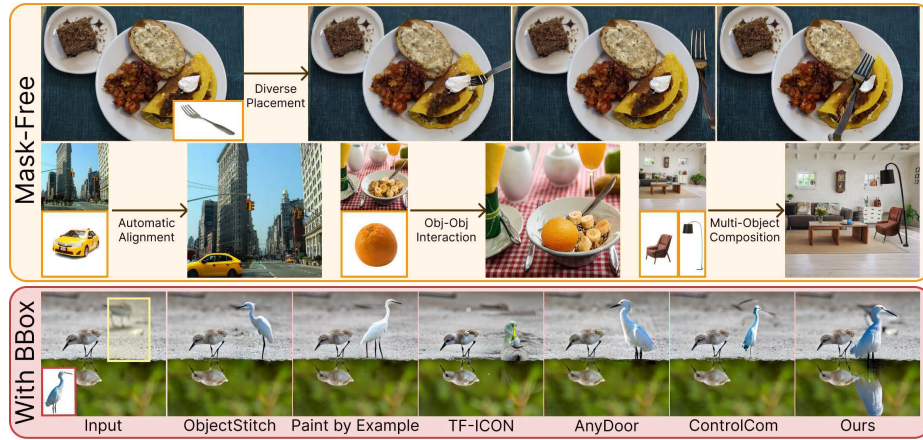 Mask-Free
Diverse
Placement
Automatic
Alignment
Obj-Obj
Interaction
Multi-Object
Composition
With BBox
Input
ObjectStitch
Paint by Example
TF-ICON
AnyDoor
ControlCom
Ours